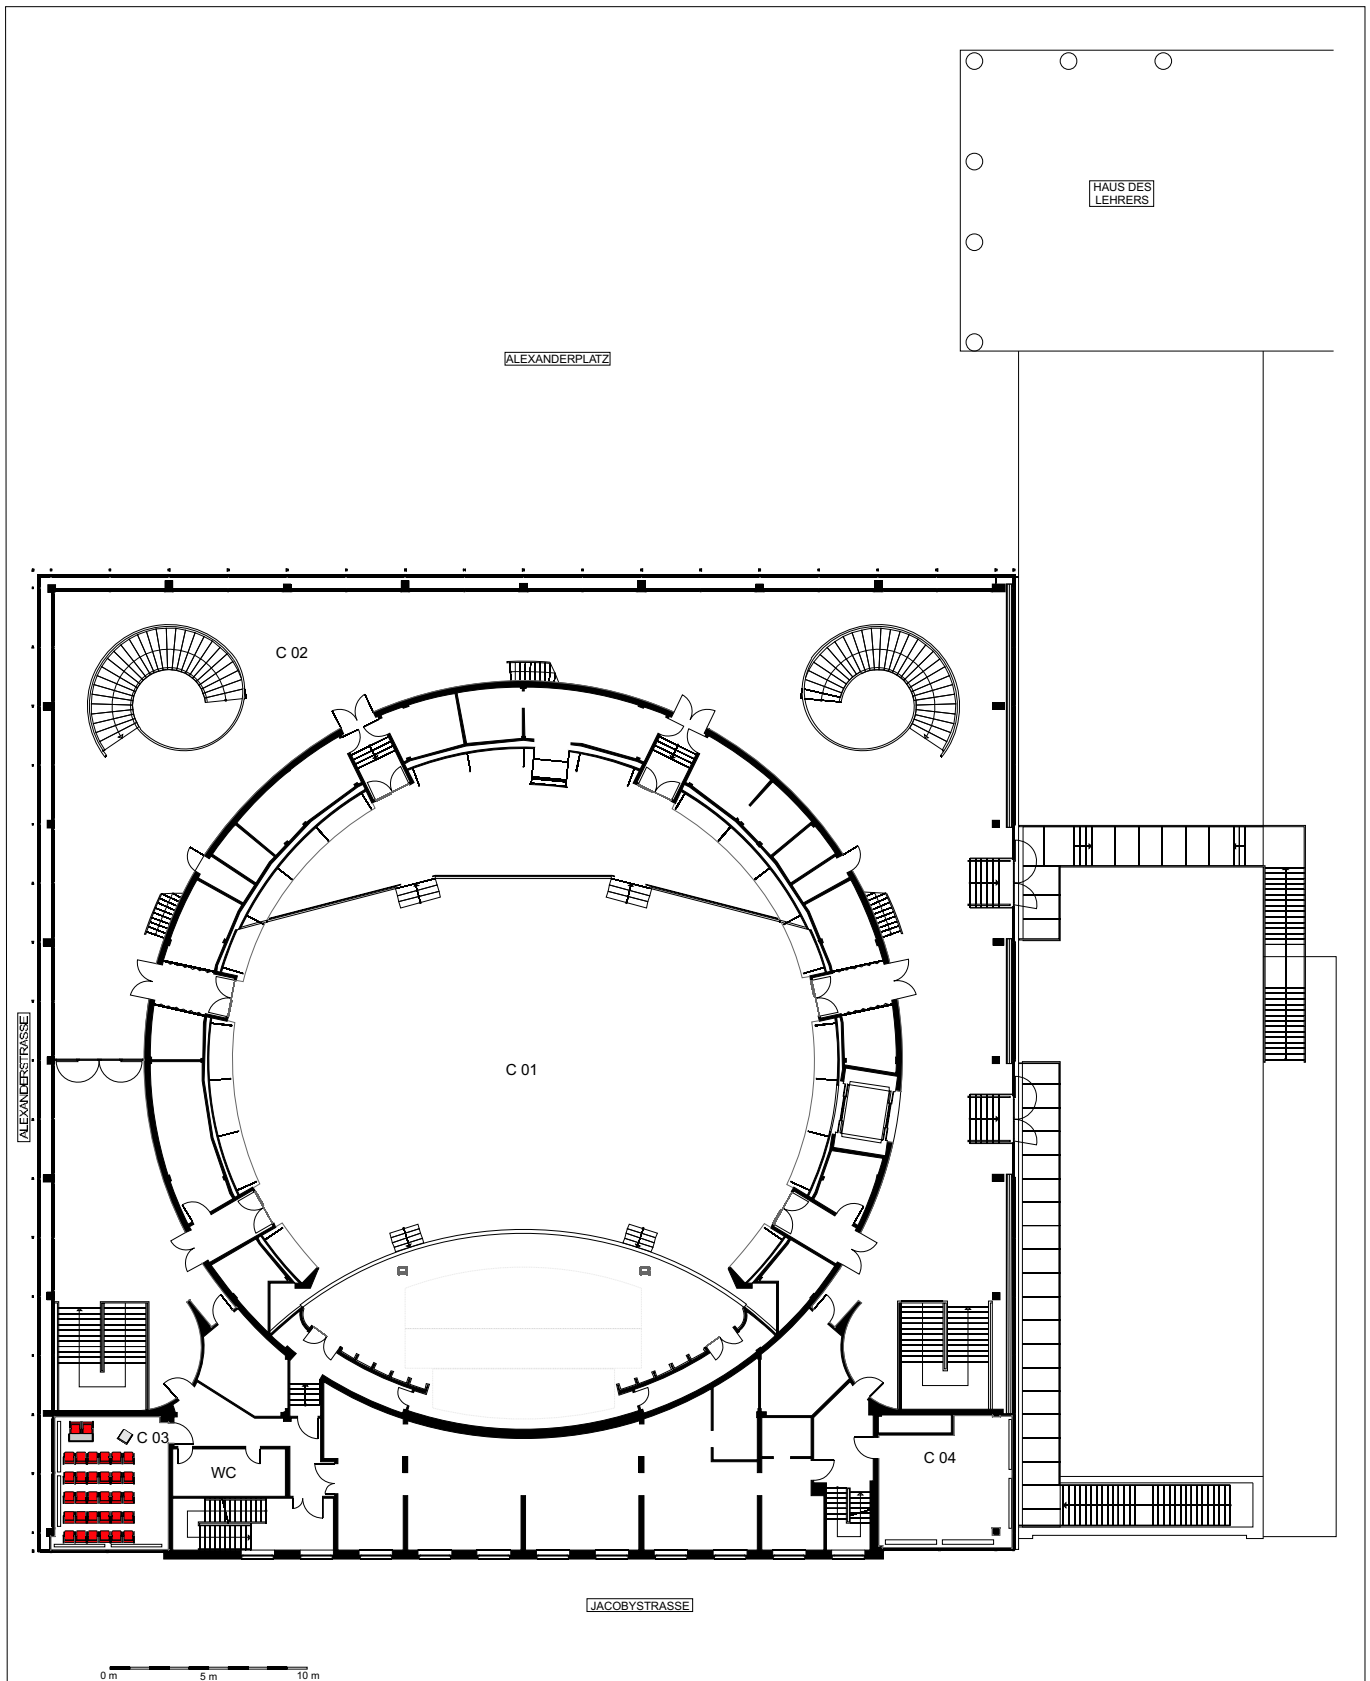 HAUS DES
LEHRERS
ALEXANDERPLATZ
C 02
ALEXANDERSTRASSE
C 01
C 03
WC
C 04
JACOBYSTRASSE
0 m 5 m 10 m